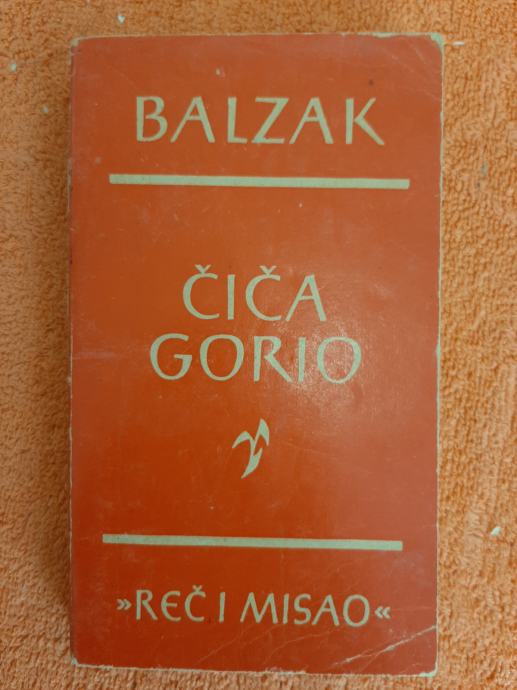 BALZAK
ČIČA
GORIO
»REČ I MISAO«